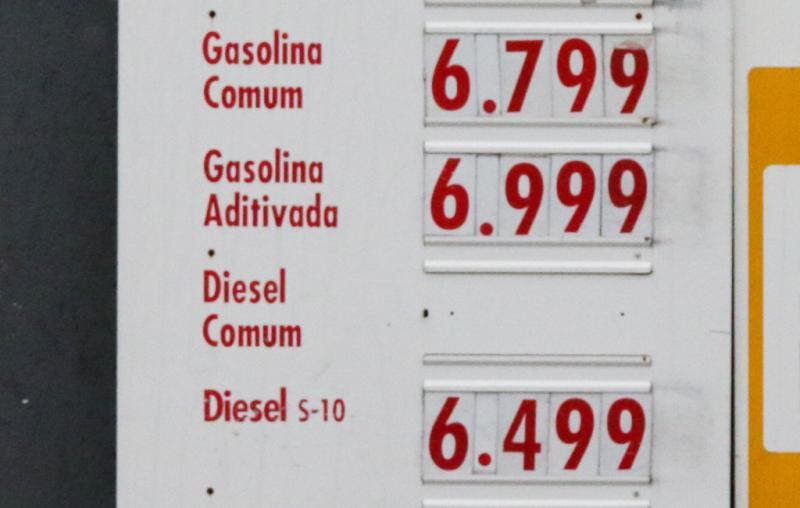 Gasolina
Comum
6.799
Gasolina
Aditivada
6.999
Diesel
Comum
Diesel S-10
6.499